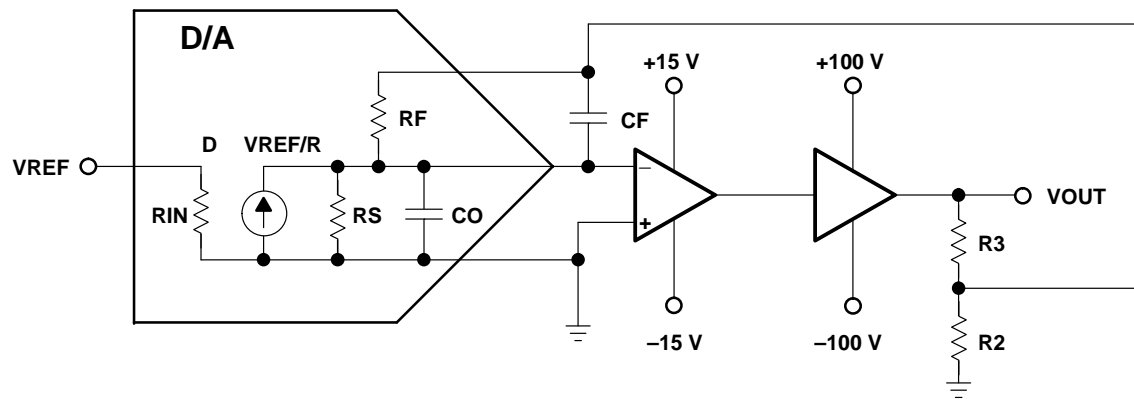 D/A
+15 V
+100 V
RF
CF
D
VREF/R
VREF
–
VOUT
RIN
RS
CO
+
R3
–15 V
–100 V
R2